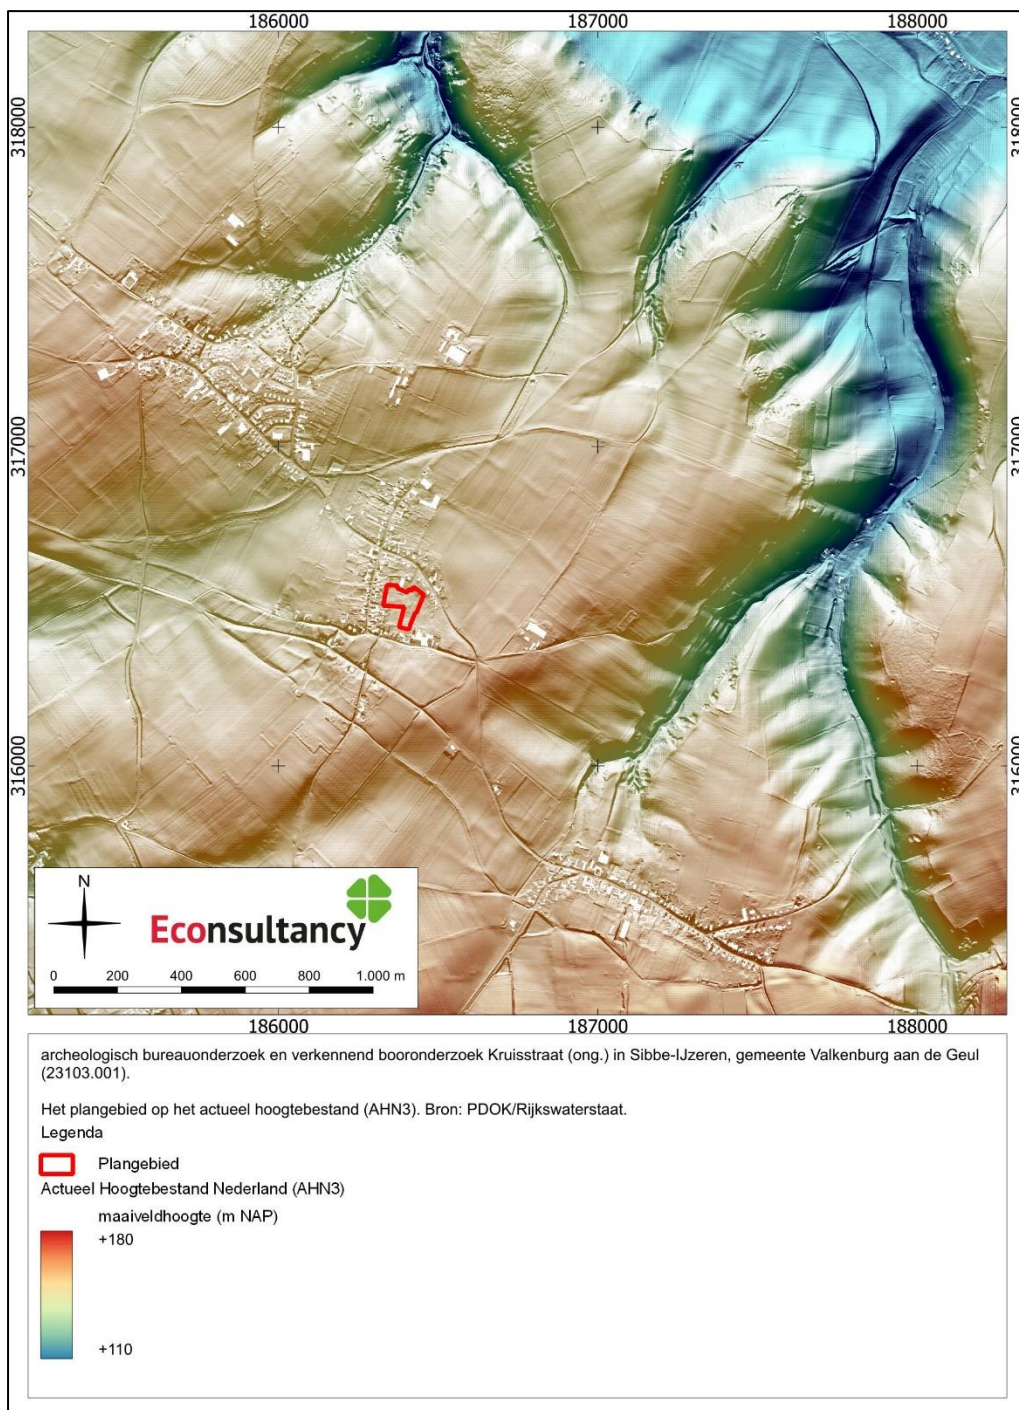 186000 187000 188000
318000 318000
317000 317000
316000 316000
N
Econsultancy
0 200 400 600 800 1.000 m
186000 187000 188000
archeologisch bureauonderzoek en verkennend booronderzoek Kruisstraat (ong.) in Sibbe-IJzeren, gemeente Valkenburg aan de Geul
(23103.001).
Het plangebied op het actueel hoogtebestand (AHN3). Bron: PDOK/Rijkswaterstaat.
Legenda
Plangebied
Actueel Hoogtebestand Nederland (AHN3)
maaiveldhoogte (m NAP)
+180
+110